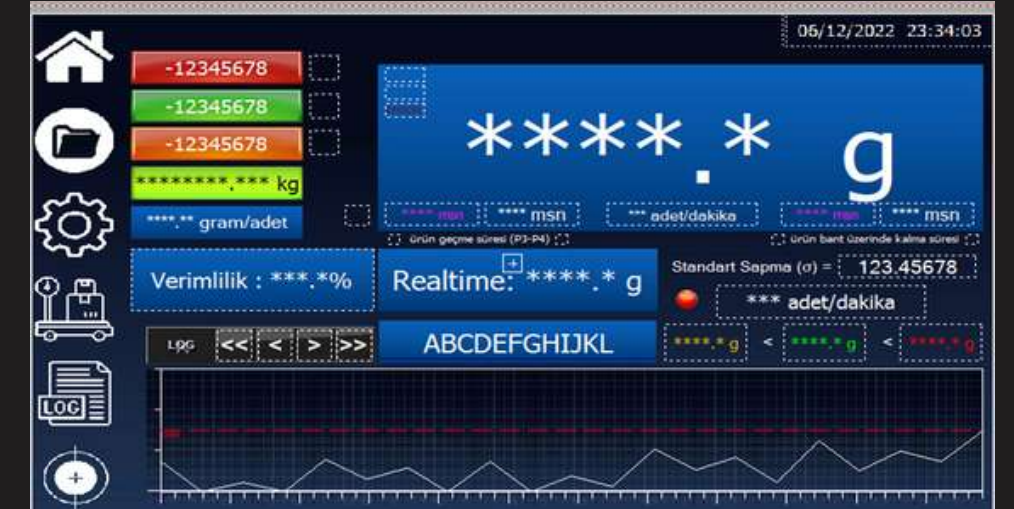 06/12/2022 23:34:03
-12345678
-12345678
-12345678
********.*** kg
****.** gram/adet
****.* g
**** msn
**** msn
*** adet/dakika
**** msn
**** msn
ürün geçme süresi (P3-P4)
ürün bant üzerinde kalma süresi
Verimlilik : ***.*%
Realtime: ****.* g
Standart Sapma (σ) = 123.45678
*** adet/dakika
LOG << < > >>
ABCDEFGHIJKL
****.* g < ****.* g < ****.* g
LOG